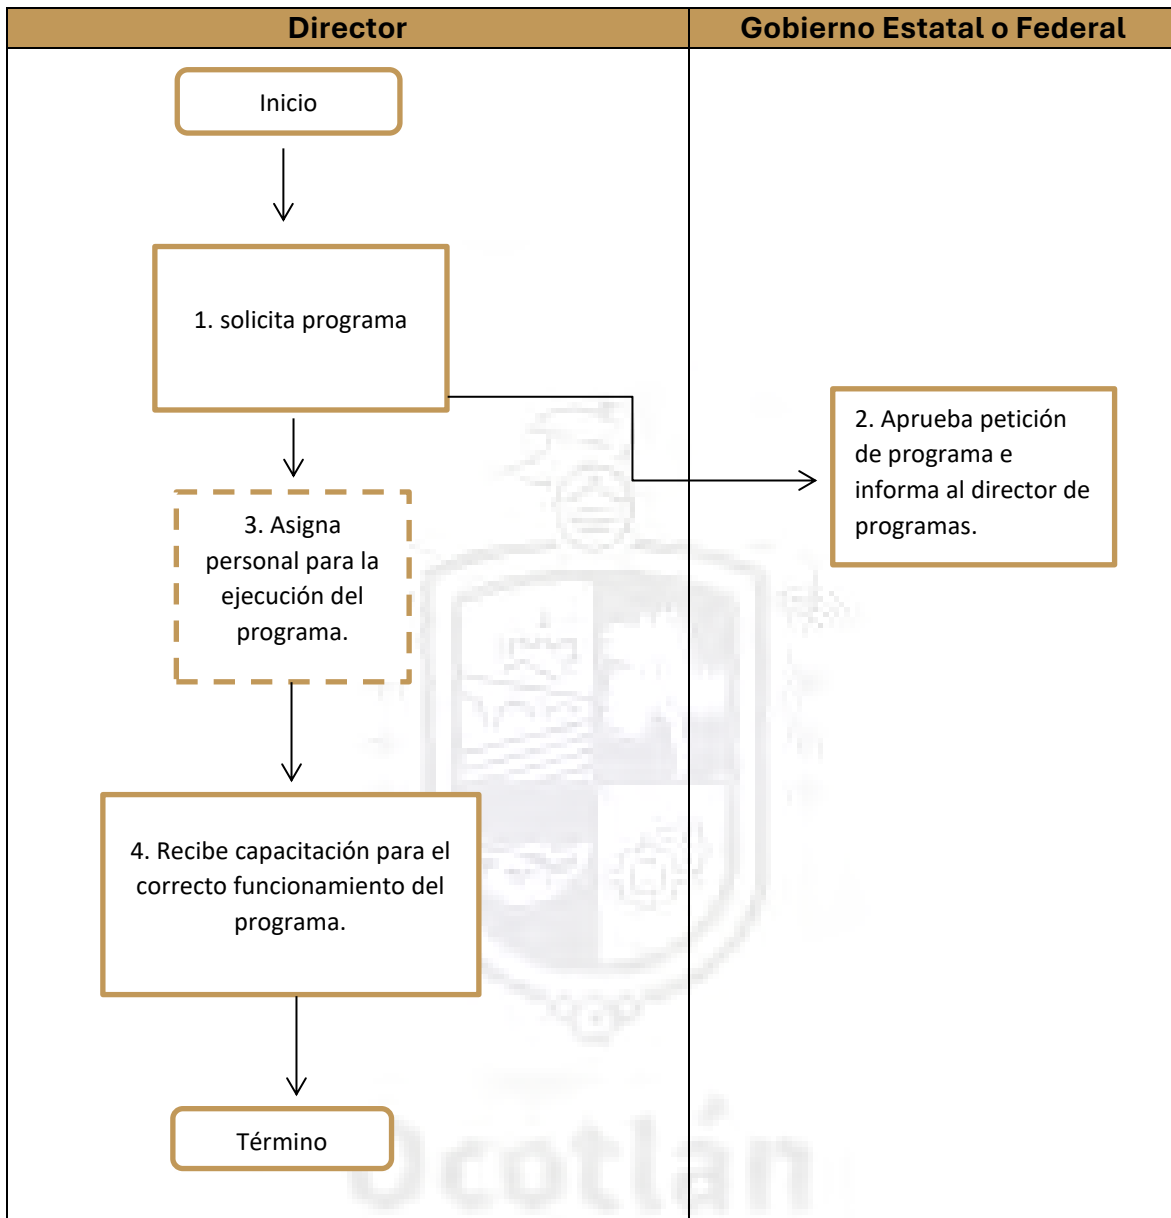 Director
Gobierno Estatal o Federal
Inicio
1. solicita programa
2. Aprueba petición
de programa e
informa al director de
programas.
3. Asigna
personal para la
ejecución del
programa.
4. Recibe capacitación para el
correcto funcionamiento del
programa.
Término
Ocotlán